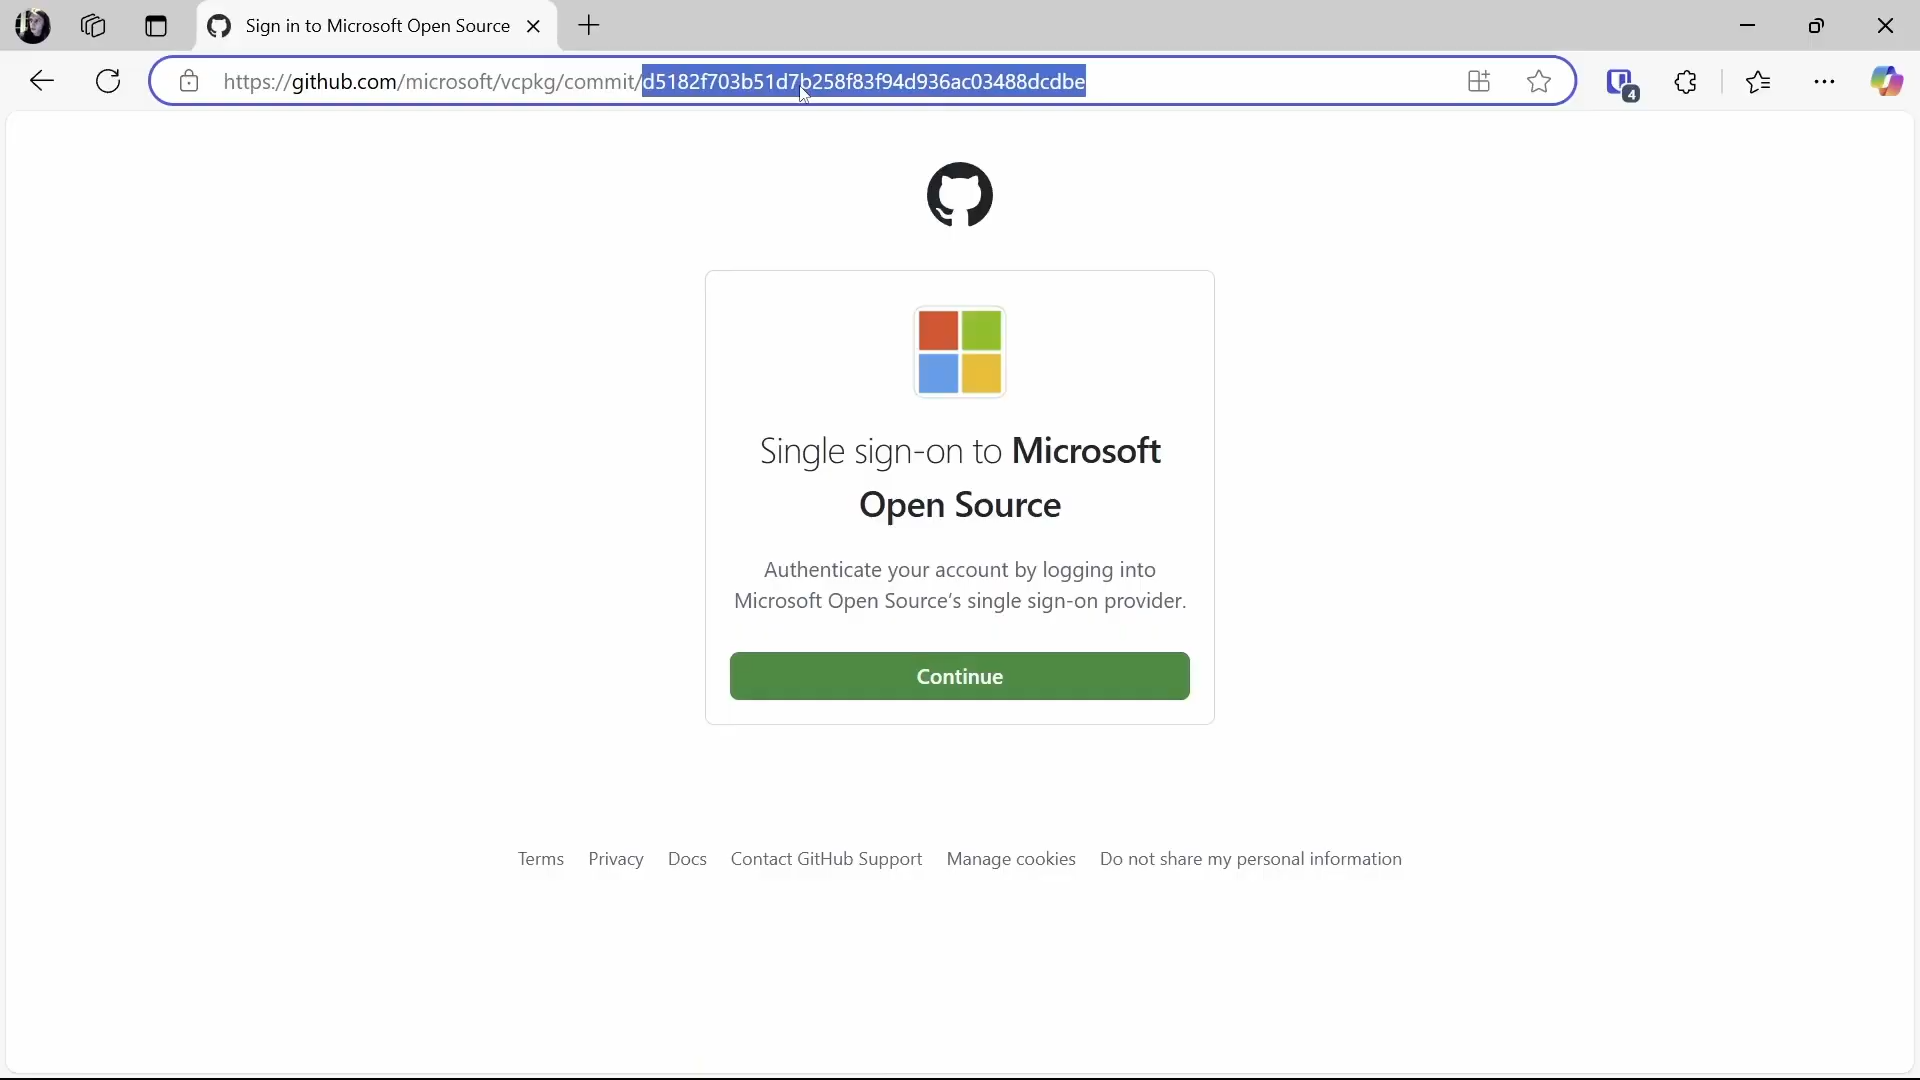 Sign in to Microsoft Open Source
https://github.com/microsoft/vcpkg/commit/d5182f703b51d7b258f83f94d936ac03488dcdbe
4
Single sign-on to Microsoft
Open Source
Authenticate your account by logging into
Microsoft Open Source’s single sign-on provider.
Continue
Terms Privacy Docs Contact GitHub Support Manage cookies Do not share my personal information